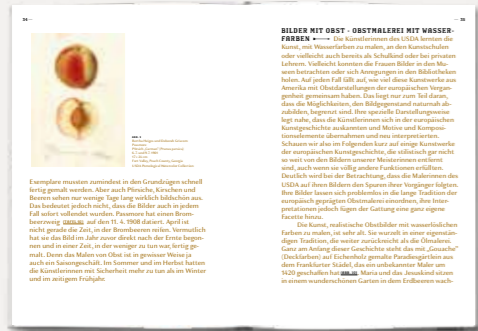 34
Exemplare mussten zumindest in den Grundzügen schnell
fertig gemalt werden. Aber auch Pfirsiche, Kirschen und
Beeren sehen nur wenige Tage lang wirklich bildschön aus.
Das bedeutet jedoch nicht, dass die Bilder auch in jedem
Fall sofort vollendet wurden. Passmore hat einen Brom-
beerzweig auf den 11. 4. 1908 datiert. April ist
nicht gerade die Zeit, in der Brombeeren reifen. Vermutlich
hat sie das Bild im Jahr zuvor direkt nach der Ernte begon-
nen und in einer Zeit, in der weniger zu tun war, fertig ge-
malt. Denn das Malen von Obst ist in gewisser Weise ja
auch ein Saisongeschäft. Im Sommer und im Herbst hatten
die Künstlerinnen mit Sicherheit mehr zu tun als im Winter
und im zeitigen Frühjahr.
35
BILDER MIT OBST - OBSTMALEREI MIT WASSER-
FARBEN Die Künstlerinnen des USDA lernten die
Kunst, mit Wasserfarben zu malen, an den Kunstschulen
oder vielleicht auch bereits als Schulkind oder bei privaten
Lehrern. Vielleicht konnten die Frauen Bilder in den Mu-
seen betrachten oder sich Anregungen in den Bibliotheken
holen. Auf jeden Fall fällt auf, wie viel diese Kunstwerke aus
Amerika mit Obstdarstellungen der europäischen Vergan-
genheit gemeinsam haben. Das liegt nur zum Teil daran,
dass die Möglichkeiten, den Bildgegenstand naturnah ab-
zubilden, begrenzt sind. Ihre spezielle Darstellungsweise
legt nahe, dass die Künstlerinnen sich in der europäischen
Kunstgeschichte auskannten und Motive und Komposi-
tionselemente übernahmen und neu interpretierten.
Schauen wir also im Folgenden kurz auf einige Kunstwerke
der europäischen Kunstgeschichte, die stilistisch gar nicht
so weit von den Bildern unserer Meisterinnen entfernt
sind, auch wenn sie völlig andere Funktionen erfüllten.
Deutlich wird bei der Betrachtung, dass die Malerinnen des
USDA auf ihren Bildern den Spuren ihrer Vorgänger folgten.
Ihre Bilder lassen sich problemlos in die lange Tradition der
europäisch geprägten Obstmalerei einordnen, ihre Inter-
pretationen jedoch fügen der Gattung eine ganz eigene
Facette hinzu.
Die Kunst, realistische Obstbilder mit wasserlöslichen
Farben zu malen, ist sehr alt. Sie wurzelt in einer eigenstän-
digen Tradition, die weiter zurückreicht als die Ölmalerei.
Ganz am Anfang dieser Geschichte steht das mit „Gouache“
(Deckfarben) auf Eichenholz gemalte Paradiesgärtlein aus
dem Frankfurter Städel, das ein unbekannter Maler um
1420 geschaffen hat Maria und das Jesuskind sitzen
in einem wunderschönen Garten in dem Erdbeeren wach-